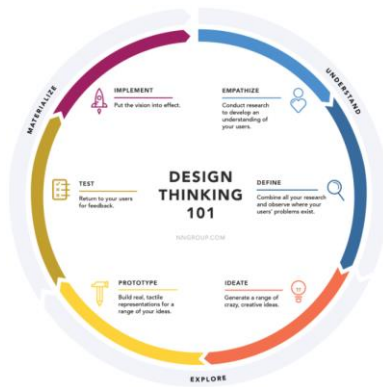 UNDERSTAND
EMPATHIZE
Conduct research
to develop an
understanding of
your users.
DEFINE
Combine all your research
and observe where your
users' problems exist.
EXPLORE
IDEATE
Generate a range of
crazy, creative ideas.
PROTOTYPE
Build real, tactile
representations for a
range of your ideas.
MATERIALIZE
TEST
Return to your users
for feedback.
IMPLEMENT
Put the vision into effect.
DESIGN
THINKING
101
NNGROUP.COM